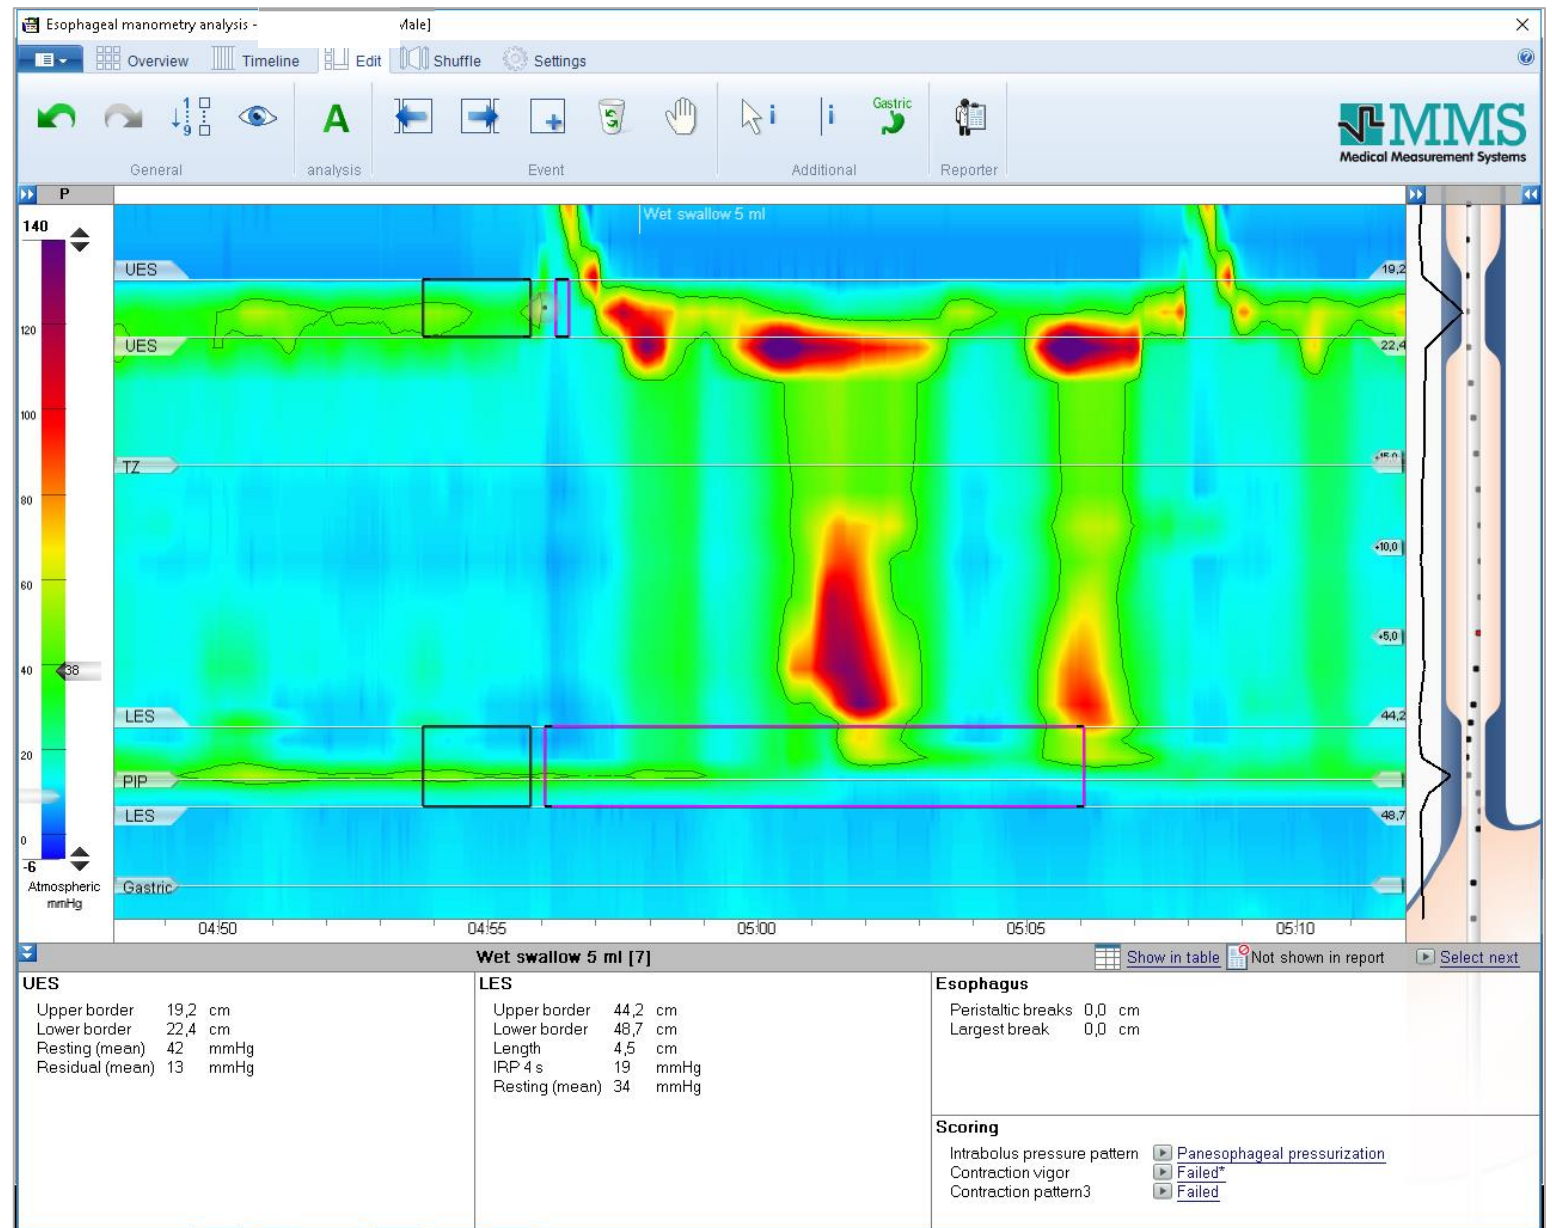 Esophageal manometry analysis - Male]
Overview Timeline Edit Shuffle Settings
1 9 A i i Gastric
MMS
Medical Measurement Systems
General analysis Event Additional Reporter
P
140
120
100
80
60
40
38
20
0
-6
Atmospheric
mmHg
Wet swallow 5 ml
UES 19,2
UES 22,4
TZ +15,0
+10,0
+5,0
LES 44,2
PIP
LES 48,7
Gastric
04:50 04:55 05:00 05:05 05:10
Wet swallow 5 ml [7] Show in table Not shown in report Select next
UES
Upper border 19,2 cm
Lower border 22,4 cm
Resting (mean) 42 mmHg
Residual (mean) 13 mmHg
LES
Upper border 44,2 cm
Lower border 48,7 cm
Length 4,5 cm
IRP 4 s 19 mmHg
Resting (mean) 34 mmHg
Esophagus
Peristaltic breaks 0,0 cm
Largest break 0,0 cm
Scoring
Intrabolus pressure pattern Panesophageal pressurization
Contraction vigor Failed*
Contraction pattern3 Failed